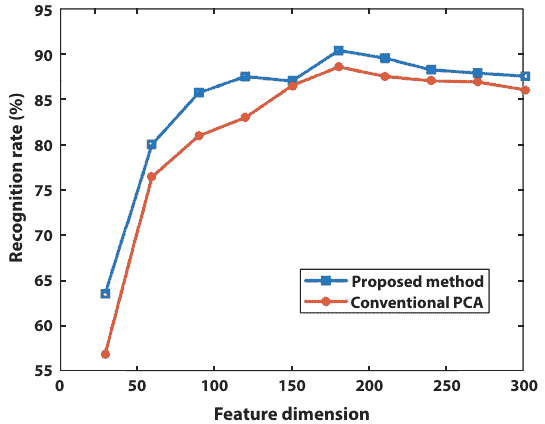 95
90
85
80
75
70
65
60
55
Recognition rate (%)
Proposed method
Conventional PCA
0 50 100 150 200 250 300
Feature dimension